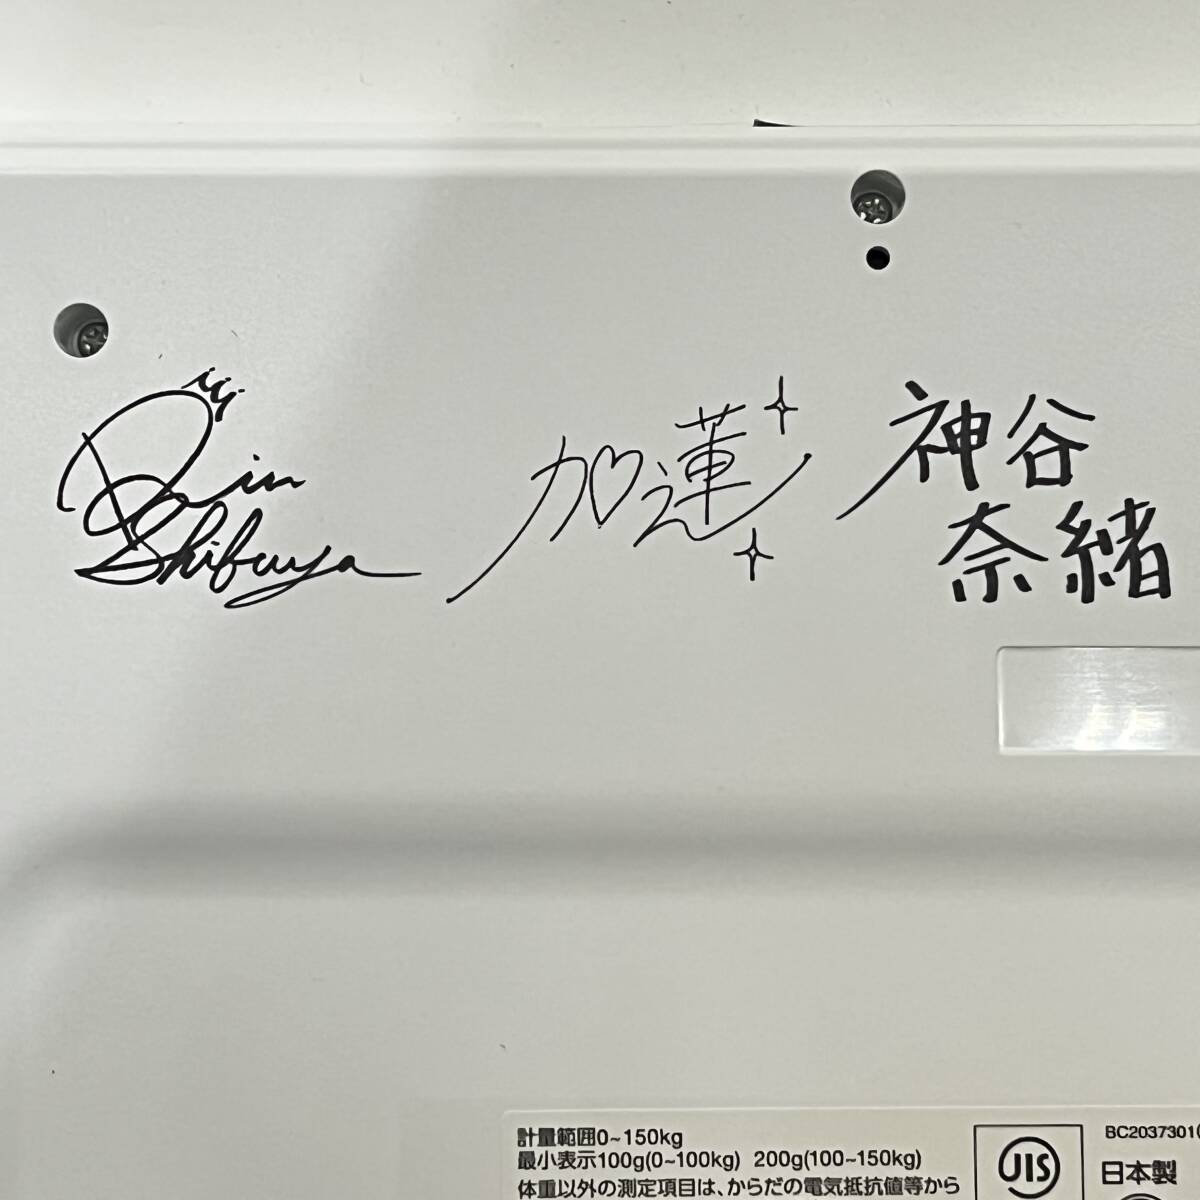 Rin
Shibuya
加蓮
神谷
奈緒
計量範囲0~150kg
最小表示100g(0~100kg) 200g(100~150kg)
体重以外の測定項目は、からだの電気抵抗値等から
JIS
BC2037301(
日本製